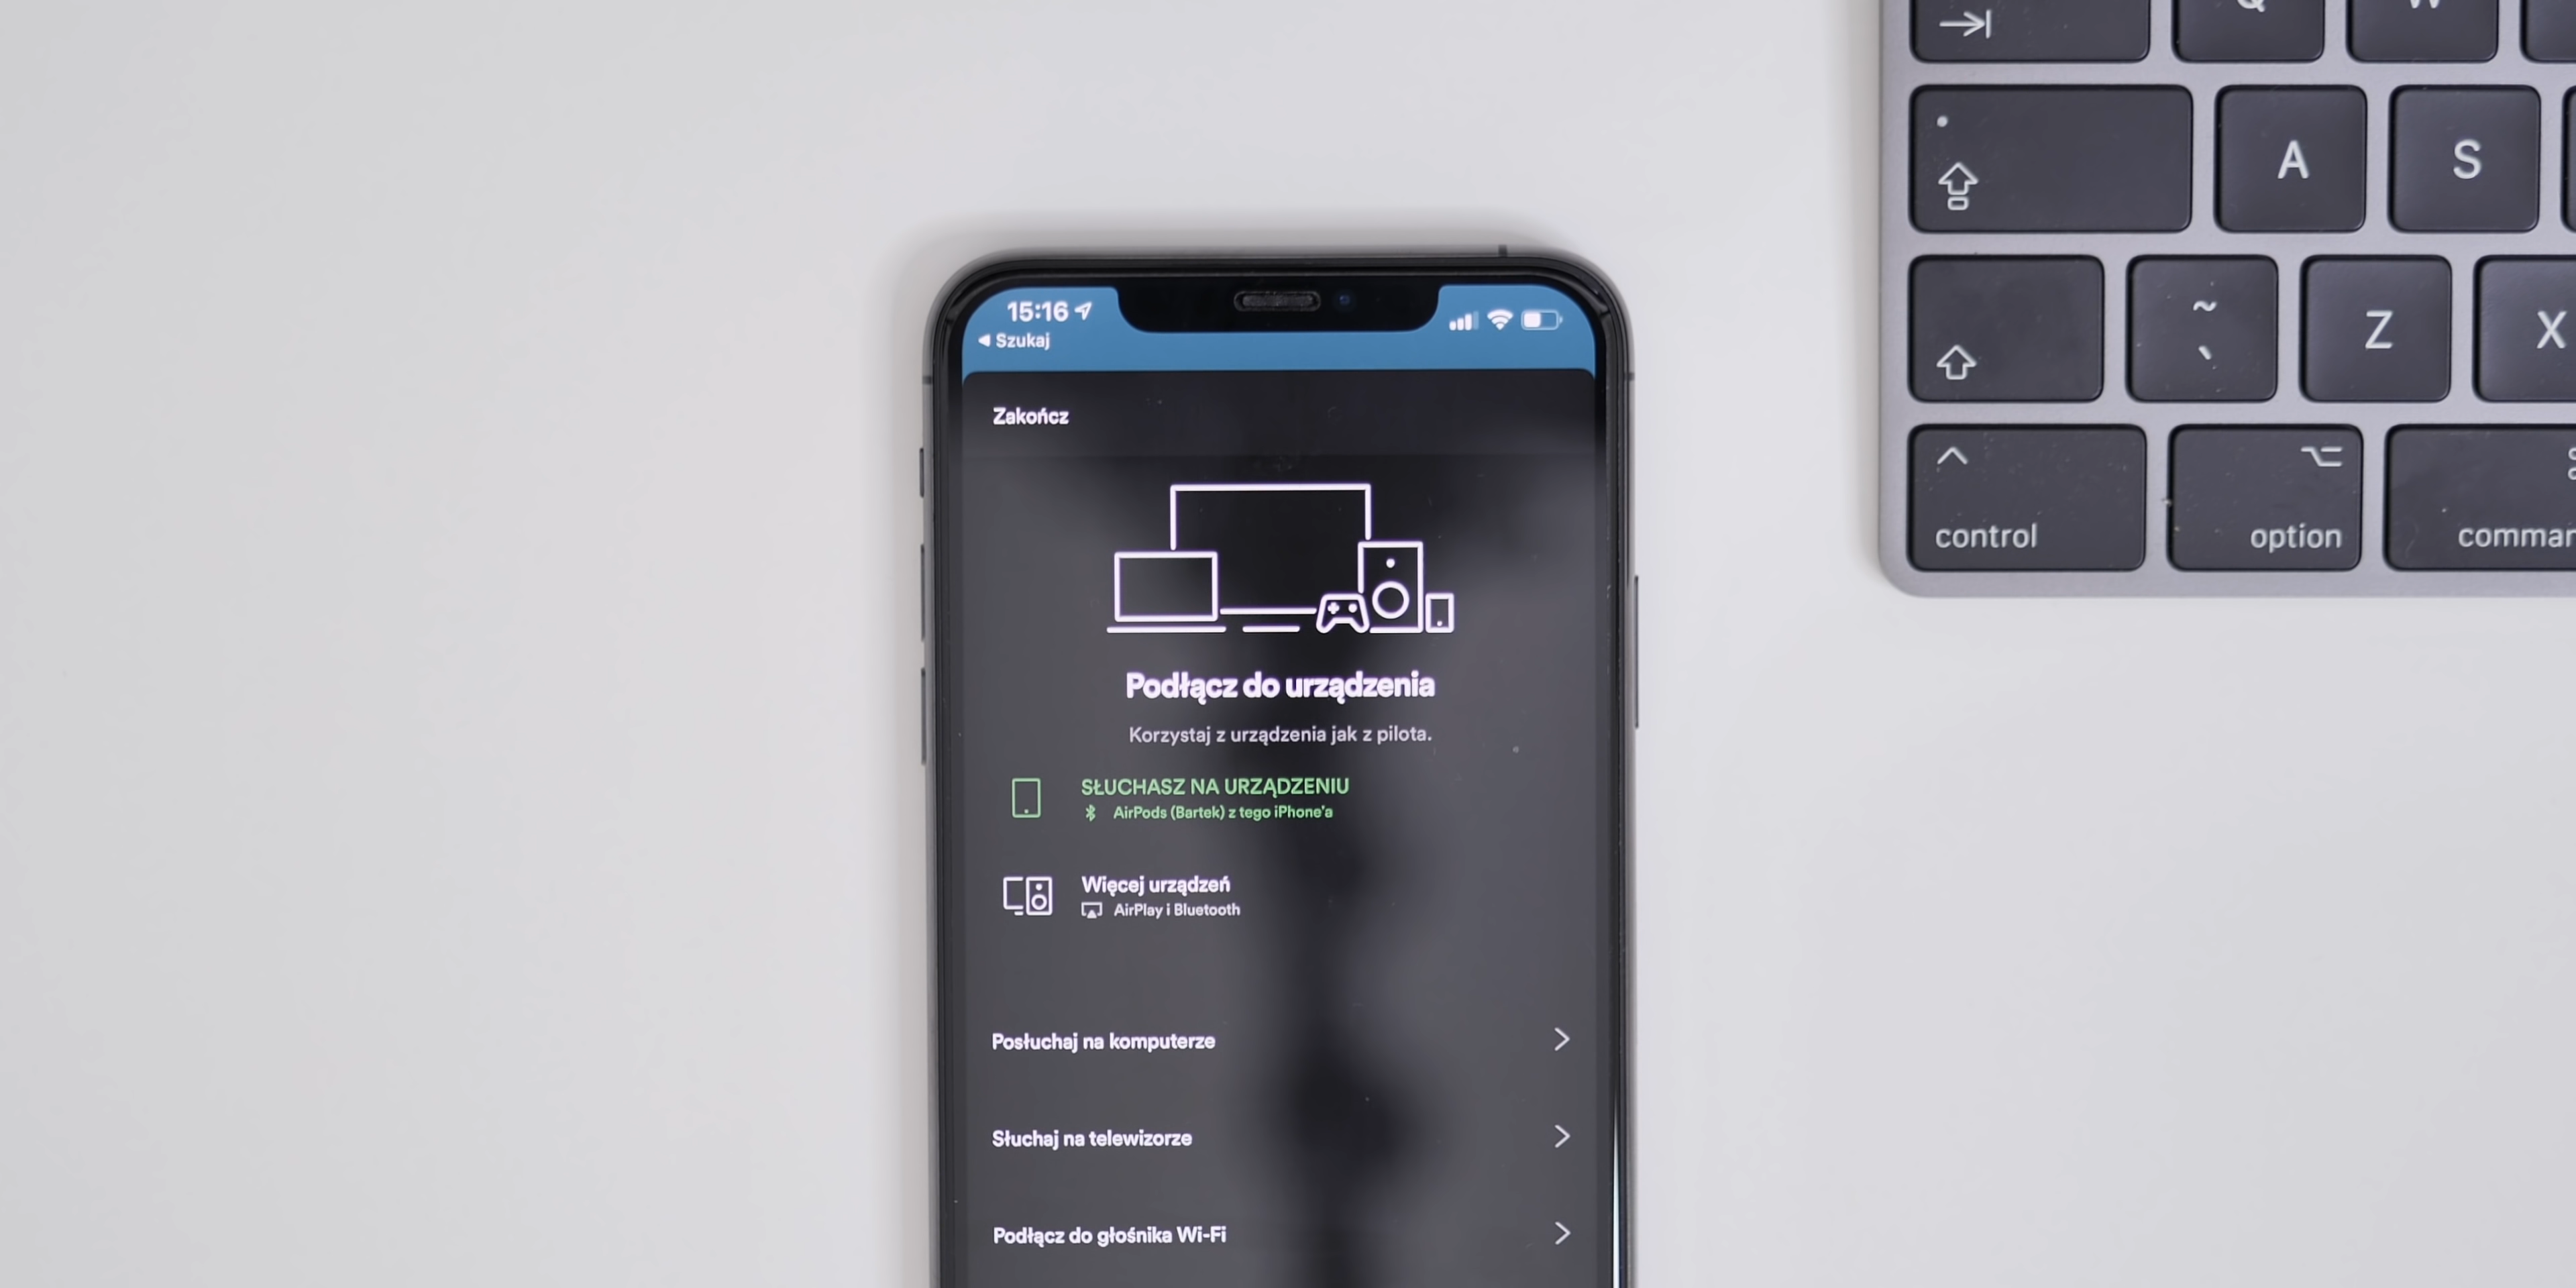 15:16
Szukaj
Zakończ
Podłącz do urządzenia
Korzystaj z urządzenia jak z pilota.
SŁUCHASZ NA URZĄDZENIU
AirPods (Bartek) z tego iPhone'a
Więcej urządzeń
AirPlay i Bluetooth
Posłuchaj na komputerze
Słuchaj na telewizorze
Podłącz do głośnika Wi-Fi
Q W
A S
~
`
Z X
control option comman